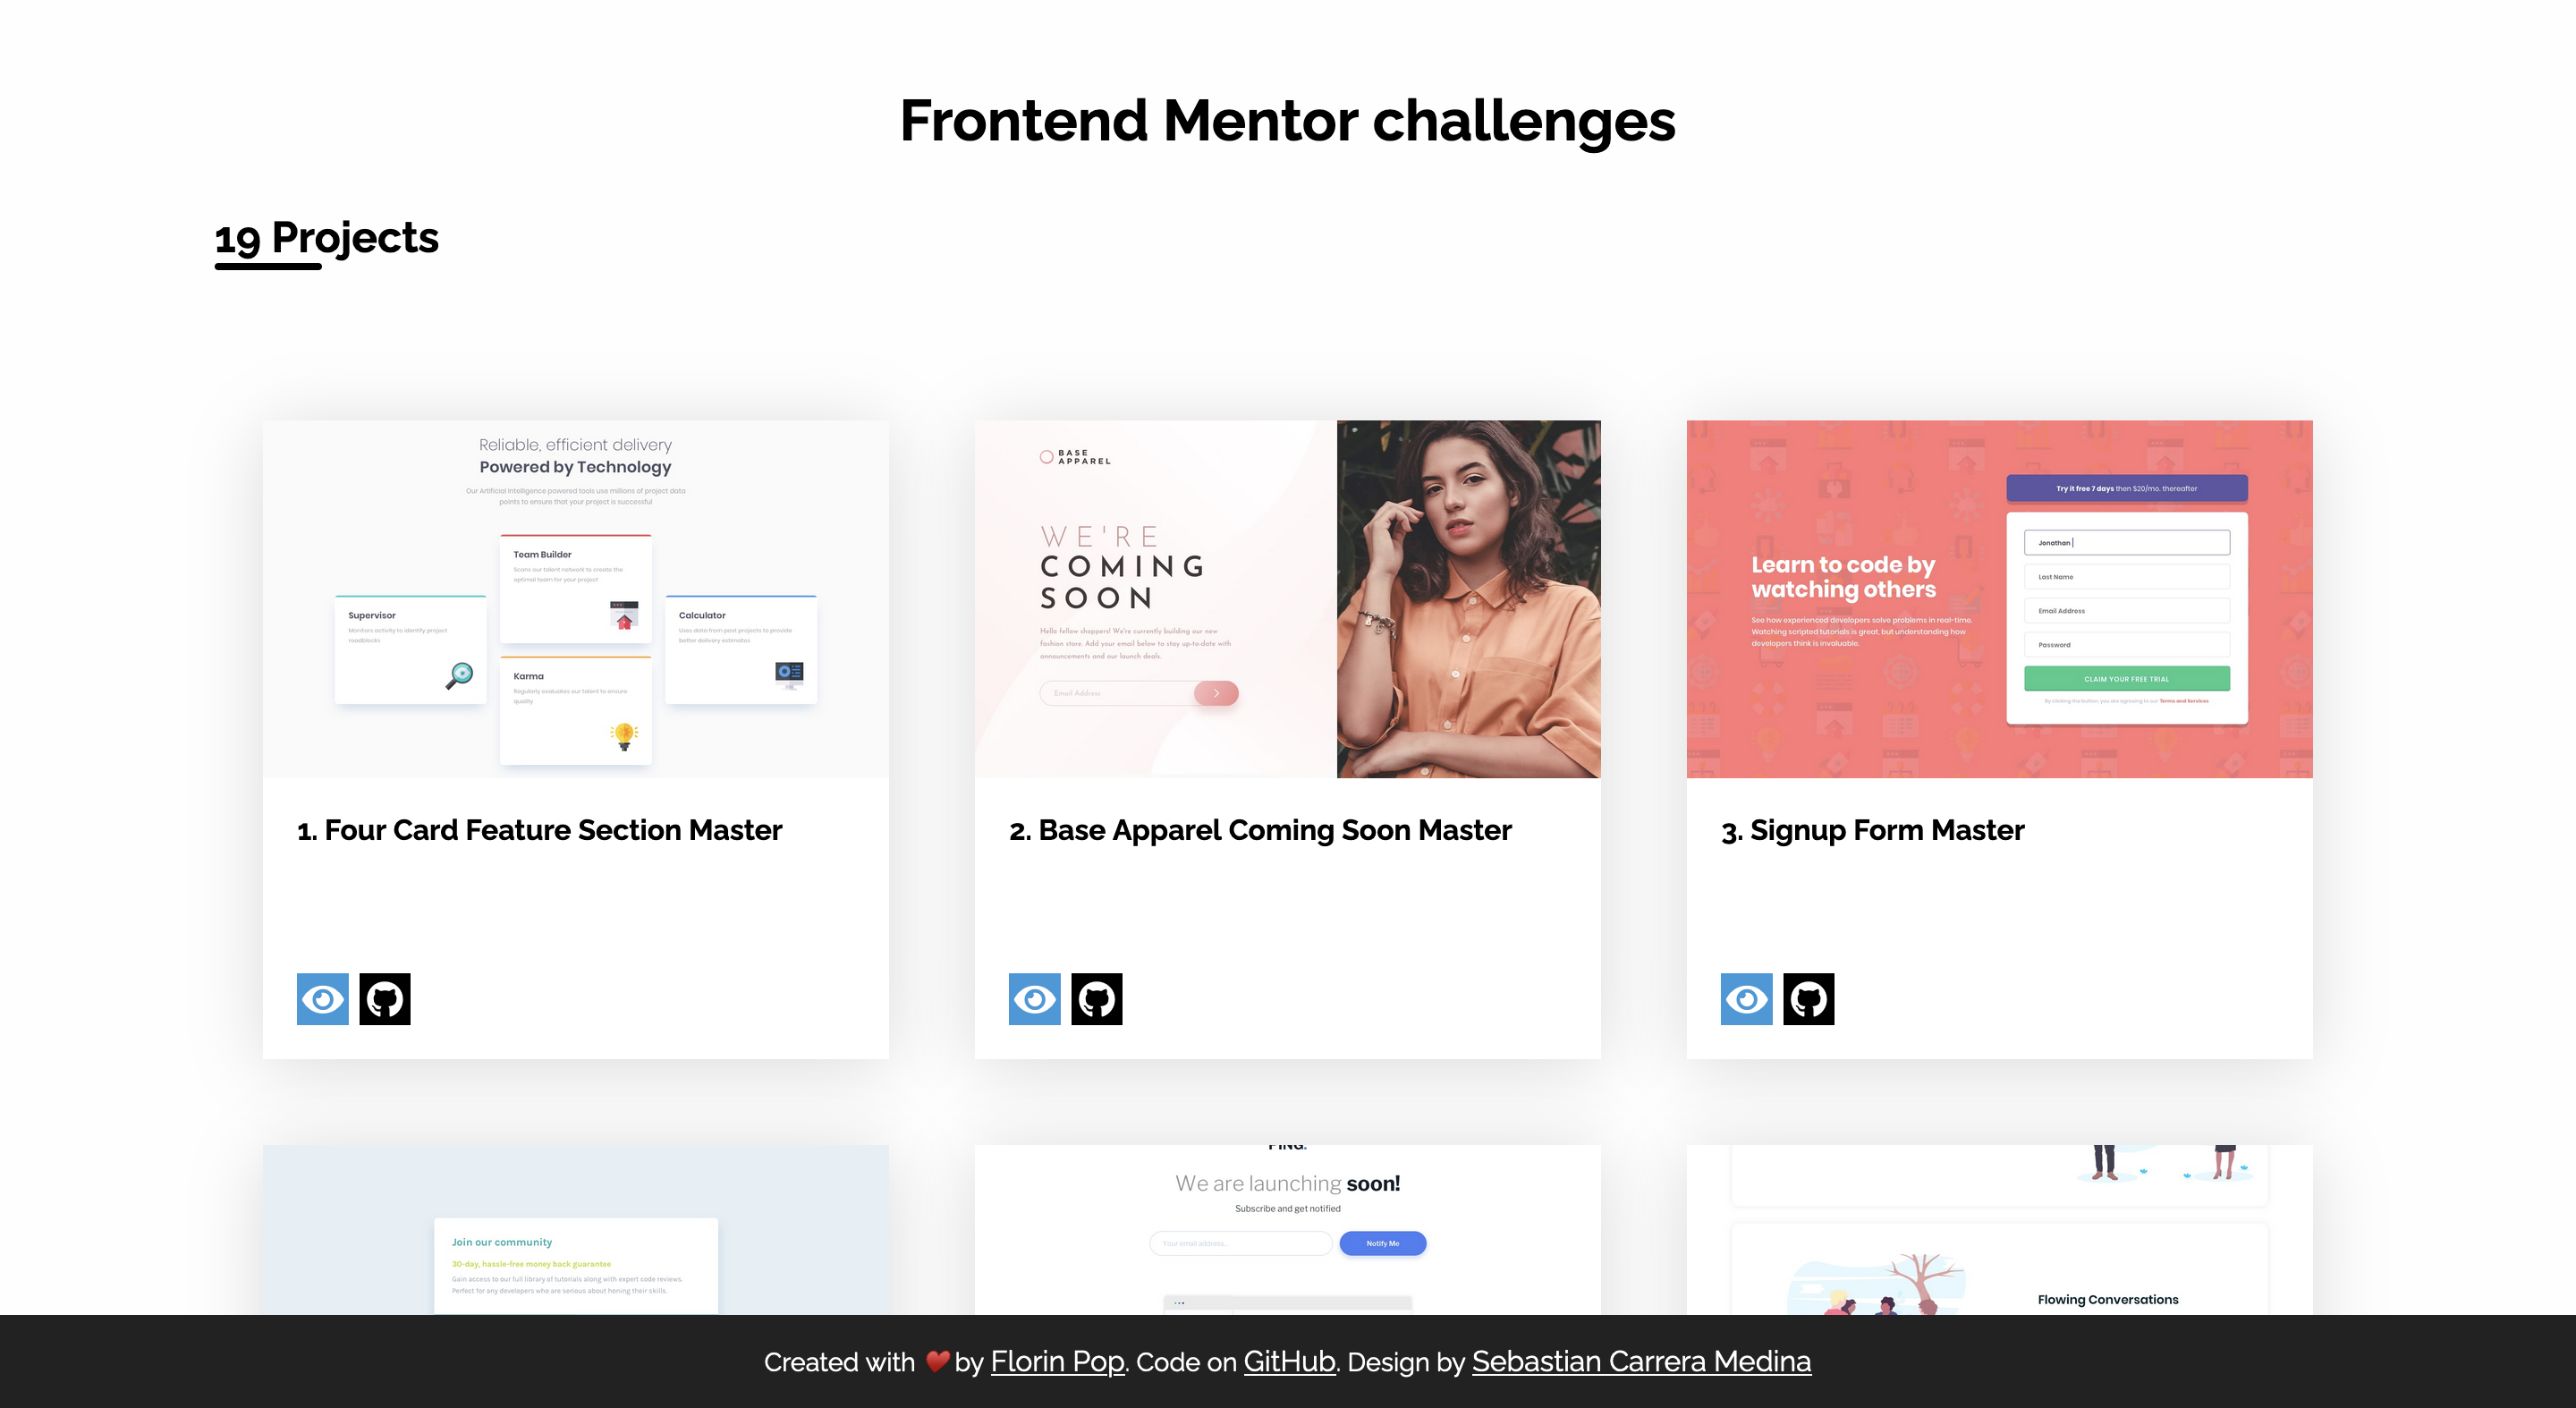 Frontend Mentor challenges
19 Projects
Reliable, efficient delivery
Powered by Technology
Our Artificial Intelligence powered tools use millions of project data
points to ensure that your project is successful
Team Builder
Scans our talent network to create the
optimal team for your project
Supervisor
Monitors activity to identify project
roadblocks
Calculator
Uses data from past projects to provide
better delivery estimates
Karma
Regularly evaluates our talent to ensure
quality
BASE
APPAREL
WE'RE
COMING
SOON
Hello fellow shoppers! We're currently building our new
fashion store. Add your email below to stay up-to-date with
announcements and our launch deals.
Email Address
Learn to code by
watching others
See how experienced developers solve problems in real-time.
Watching scripted tutorials is great, but understanding how
developers think is invaluable.
Try it free 7 days then $20/mo. thereafter
Jonathan
Last Name
Email Address
Password
CLAIM YOUR FREE TRIAL
By clicking the button, you are agreeing to our Terms and Services
1. Four Card Feature Section Master
2. Base Apparel Coming Soon Master
3. Signup Form Master
Join our community
30-day, hassle-free money back guarantee
Gain access to our full library of tutorials along with expert code reviews.
Perfect for any developers who are serious about honing their skills.
PING.
We are launching soon!
Subscribe and get notified
Your email address...
Notify Me
Flowing Conversations
Created with ❤️ by Florin Pop. Code on GitHub. Design by Sebastian Carrera Medina